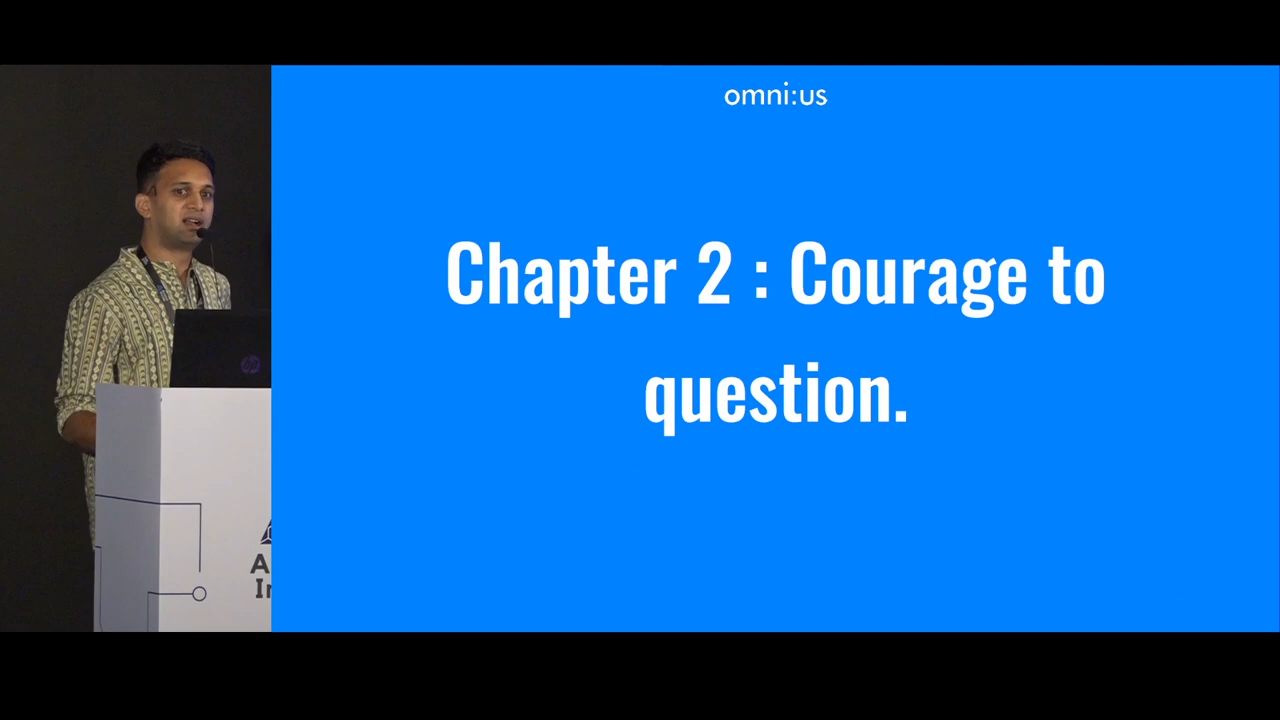 omni:us
Chapter 2 : Courage to
question.